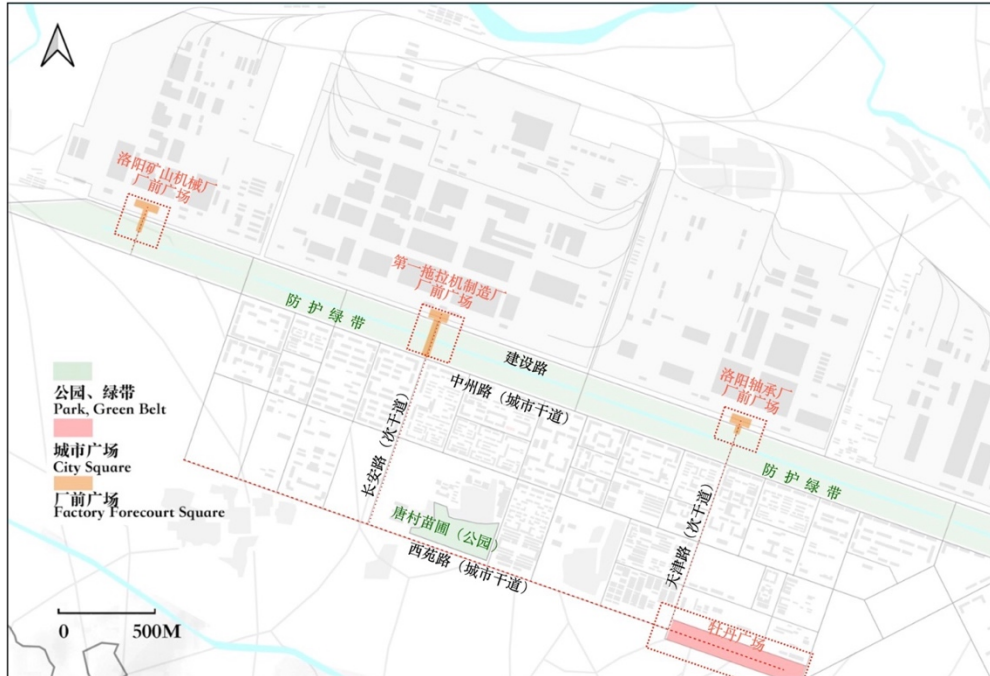 洛阳矿山机械厂
厂前广场
第一拖拉机制造厂
厂前广场
防护绿带
建设路
中州路（城市干道）
洛阳轴承厂
厂前广场
公园、绿带
Park, Green Belt
城市广场
City Square
厂前广场
Factory Forecourt Square
长安路（次干道）
唐村苗圃（公园）
西苑路（城市干道）
防护绿带
天津路（次干道）
牡丹广场
0 500M